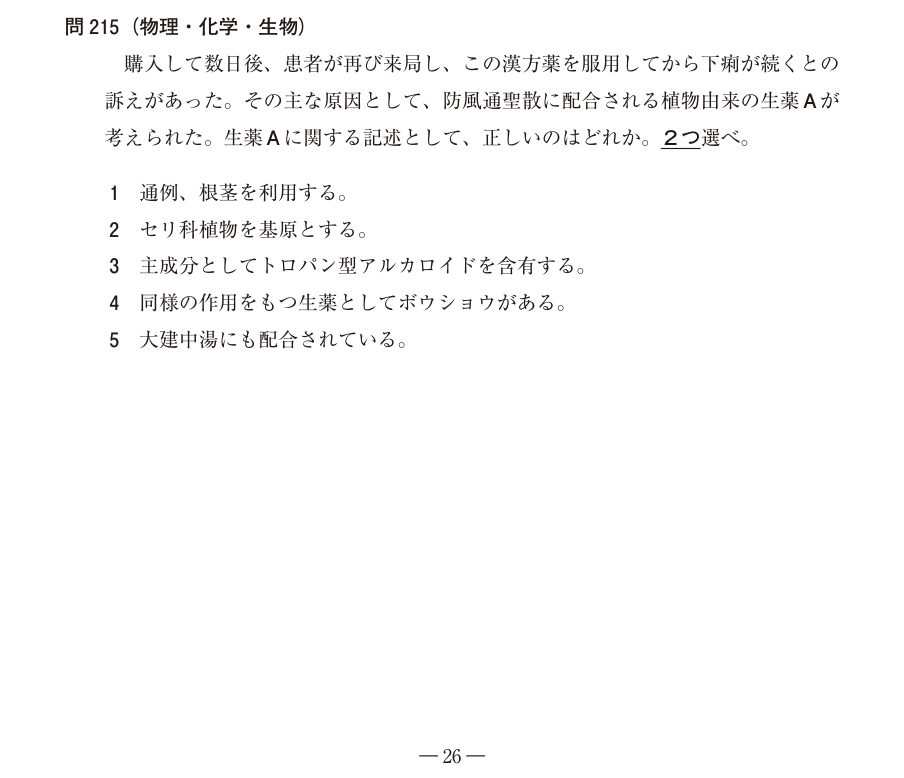 問 215（物理・化学・生物）
購入して数日後、患者が再び来局し、この漢方薬を服用してから下痢が続くとの
訴えがあった。その主な原因として、防風通聖散に配合される植物由来の生薬Aが
考えられた。生薬Aに関する記述として、正しいのはどれか。2つ選べ。
1 通例、根茎を利用する。
2 セリ科植物を基原とする。
3 主成分としてトロパン型アルカロイドを含有する。
4 同様の作用をもつ生薬としてボウショウがある。
5 大建中湯にも配合されている。
— 26 —